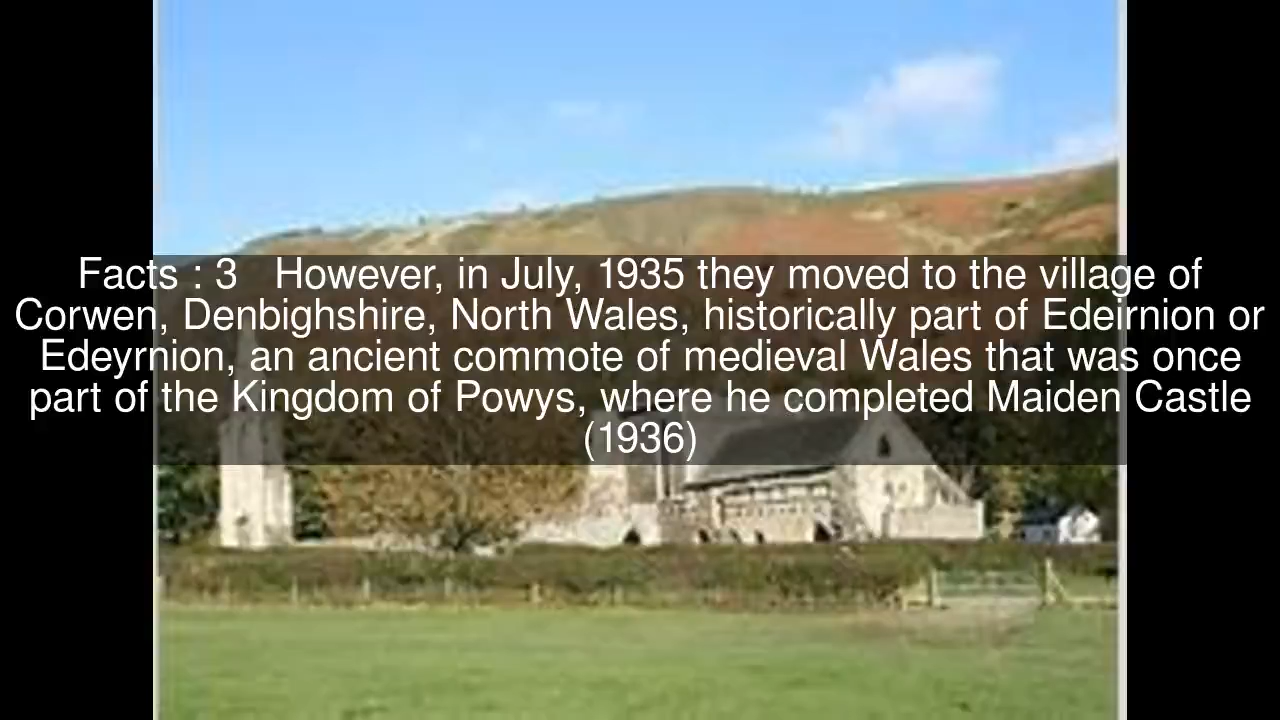 Facts : 3   However, in July, 1935 they moved to the village of
Corwen, Denbighshire, North Wales, historically part of Edeirnion or
Edeyrnion, an ancient commote of medieval Wales that was once
part of the Kingdom of Powys, where he completed Maiden Castle
(1936)